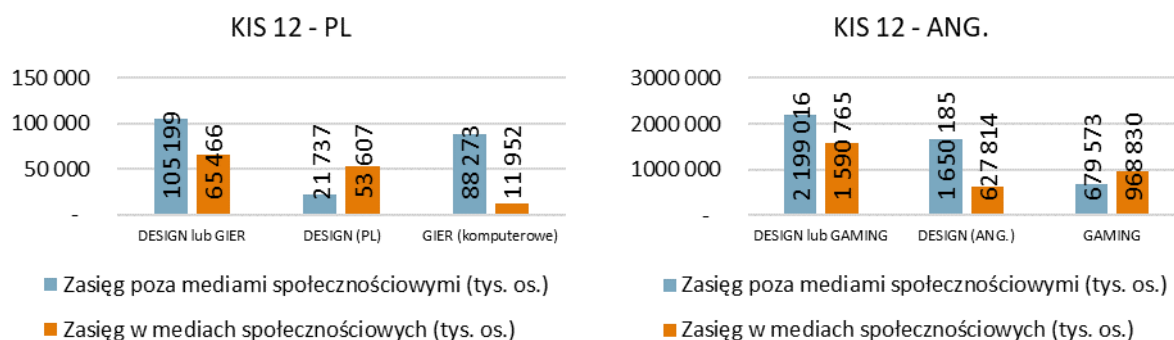 KIS 12 - PL
150 000
100 000
50 000
-
105 199
65 466
21 737
53 607
88 273
11 952
DESIGN lub GIER
DESIGN (PL)
GIER (komputerowe)
Zasięg poza mediami społecznościowymi (tys. os.)
Zasięg w mediach społecznościowych (tys. os.)
KIS 12 - ANG.
3000 000
2000 000
1000 000
-
2 199 016
1 590 765
1 650 185
627 814
679 573
968 830
DESIGN lub GAMING
DESIGN (ANG.)
GAMING
Zasięg poza mediami społecznościowymi (tys. os.)
Zasięg w mediach społecznościowych (tys. os.)